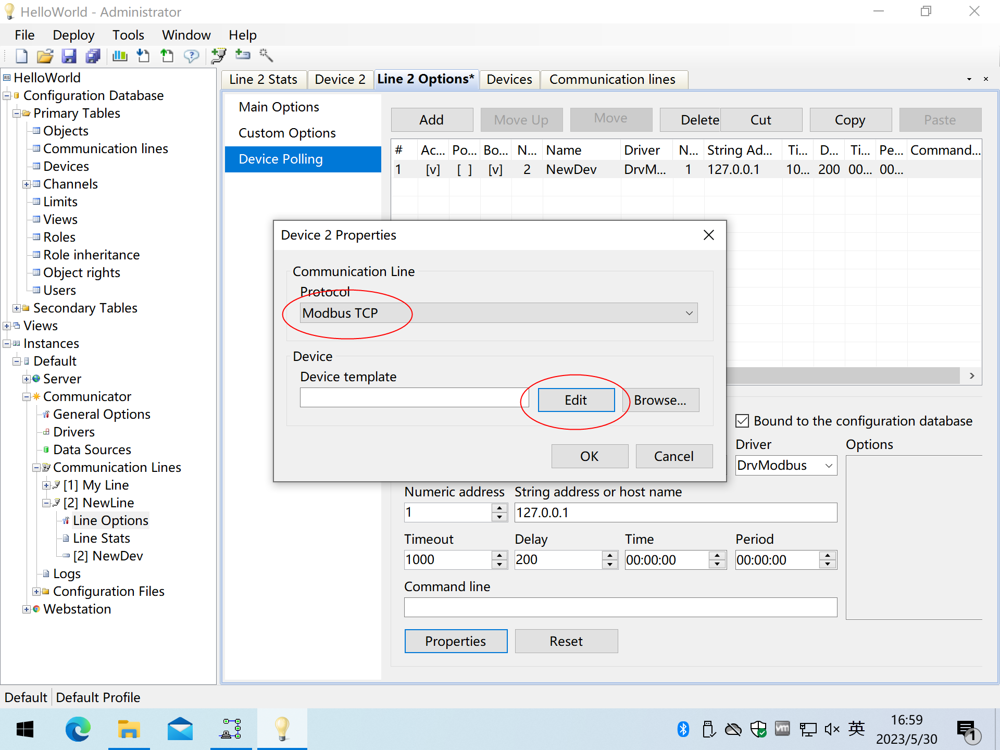 HelloWorld - Administrator
File Deploy Tools Window Help
HelloWorld
Configuration Database
Primary Tables
Objects
Communication lines
Devices
Channels
Limits
Views
Roles
Role inheritance
Object rights
Users
Secondary Tables
Views
Instances
Default
Server
Communicator
General Options
Drivers
Data Sources
Communication Lines
[1] My Line
[2] NewLine
Line Options
Line Stats
[2] NewDev
Logs
Configuration Files
Webstation
Line 2 Stats Device 2 Line 2 Options* Devices Communication lines
Main Options
Custom Options
Device Polling
Add Move Up Move Delete Cut Copy Paste
# Ac... Po... Bo... N... Name Driver N... String Ad... Ti... D... Ti... Pe... Command...
1 [v] [ ] [v] 2 NewDev DrvM... 1 127.0.0.1 10... 200 00... 00...
Device 2 Properties
Communication Line
Protocol
Modbus TCP
Device
Device template
Edit Browse...
OK Cancel
Bound to the configuration database
Driver Options
DrvModbus
Numeric address String address or host name
1 127.0.0.1
Timeout Delay Time Period
1000 200 00:00:00 00:00:00
Command line
Properties Reset
Default Default Profile
英
16:59
2023/5/30
1